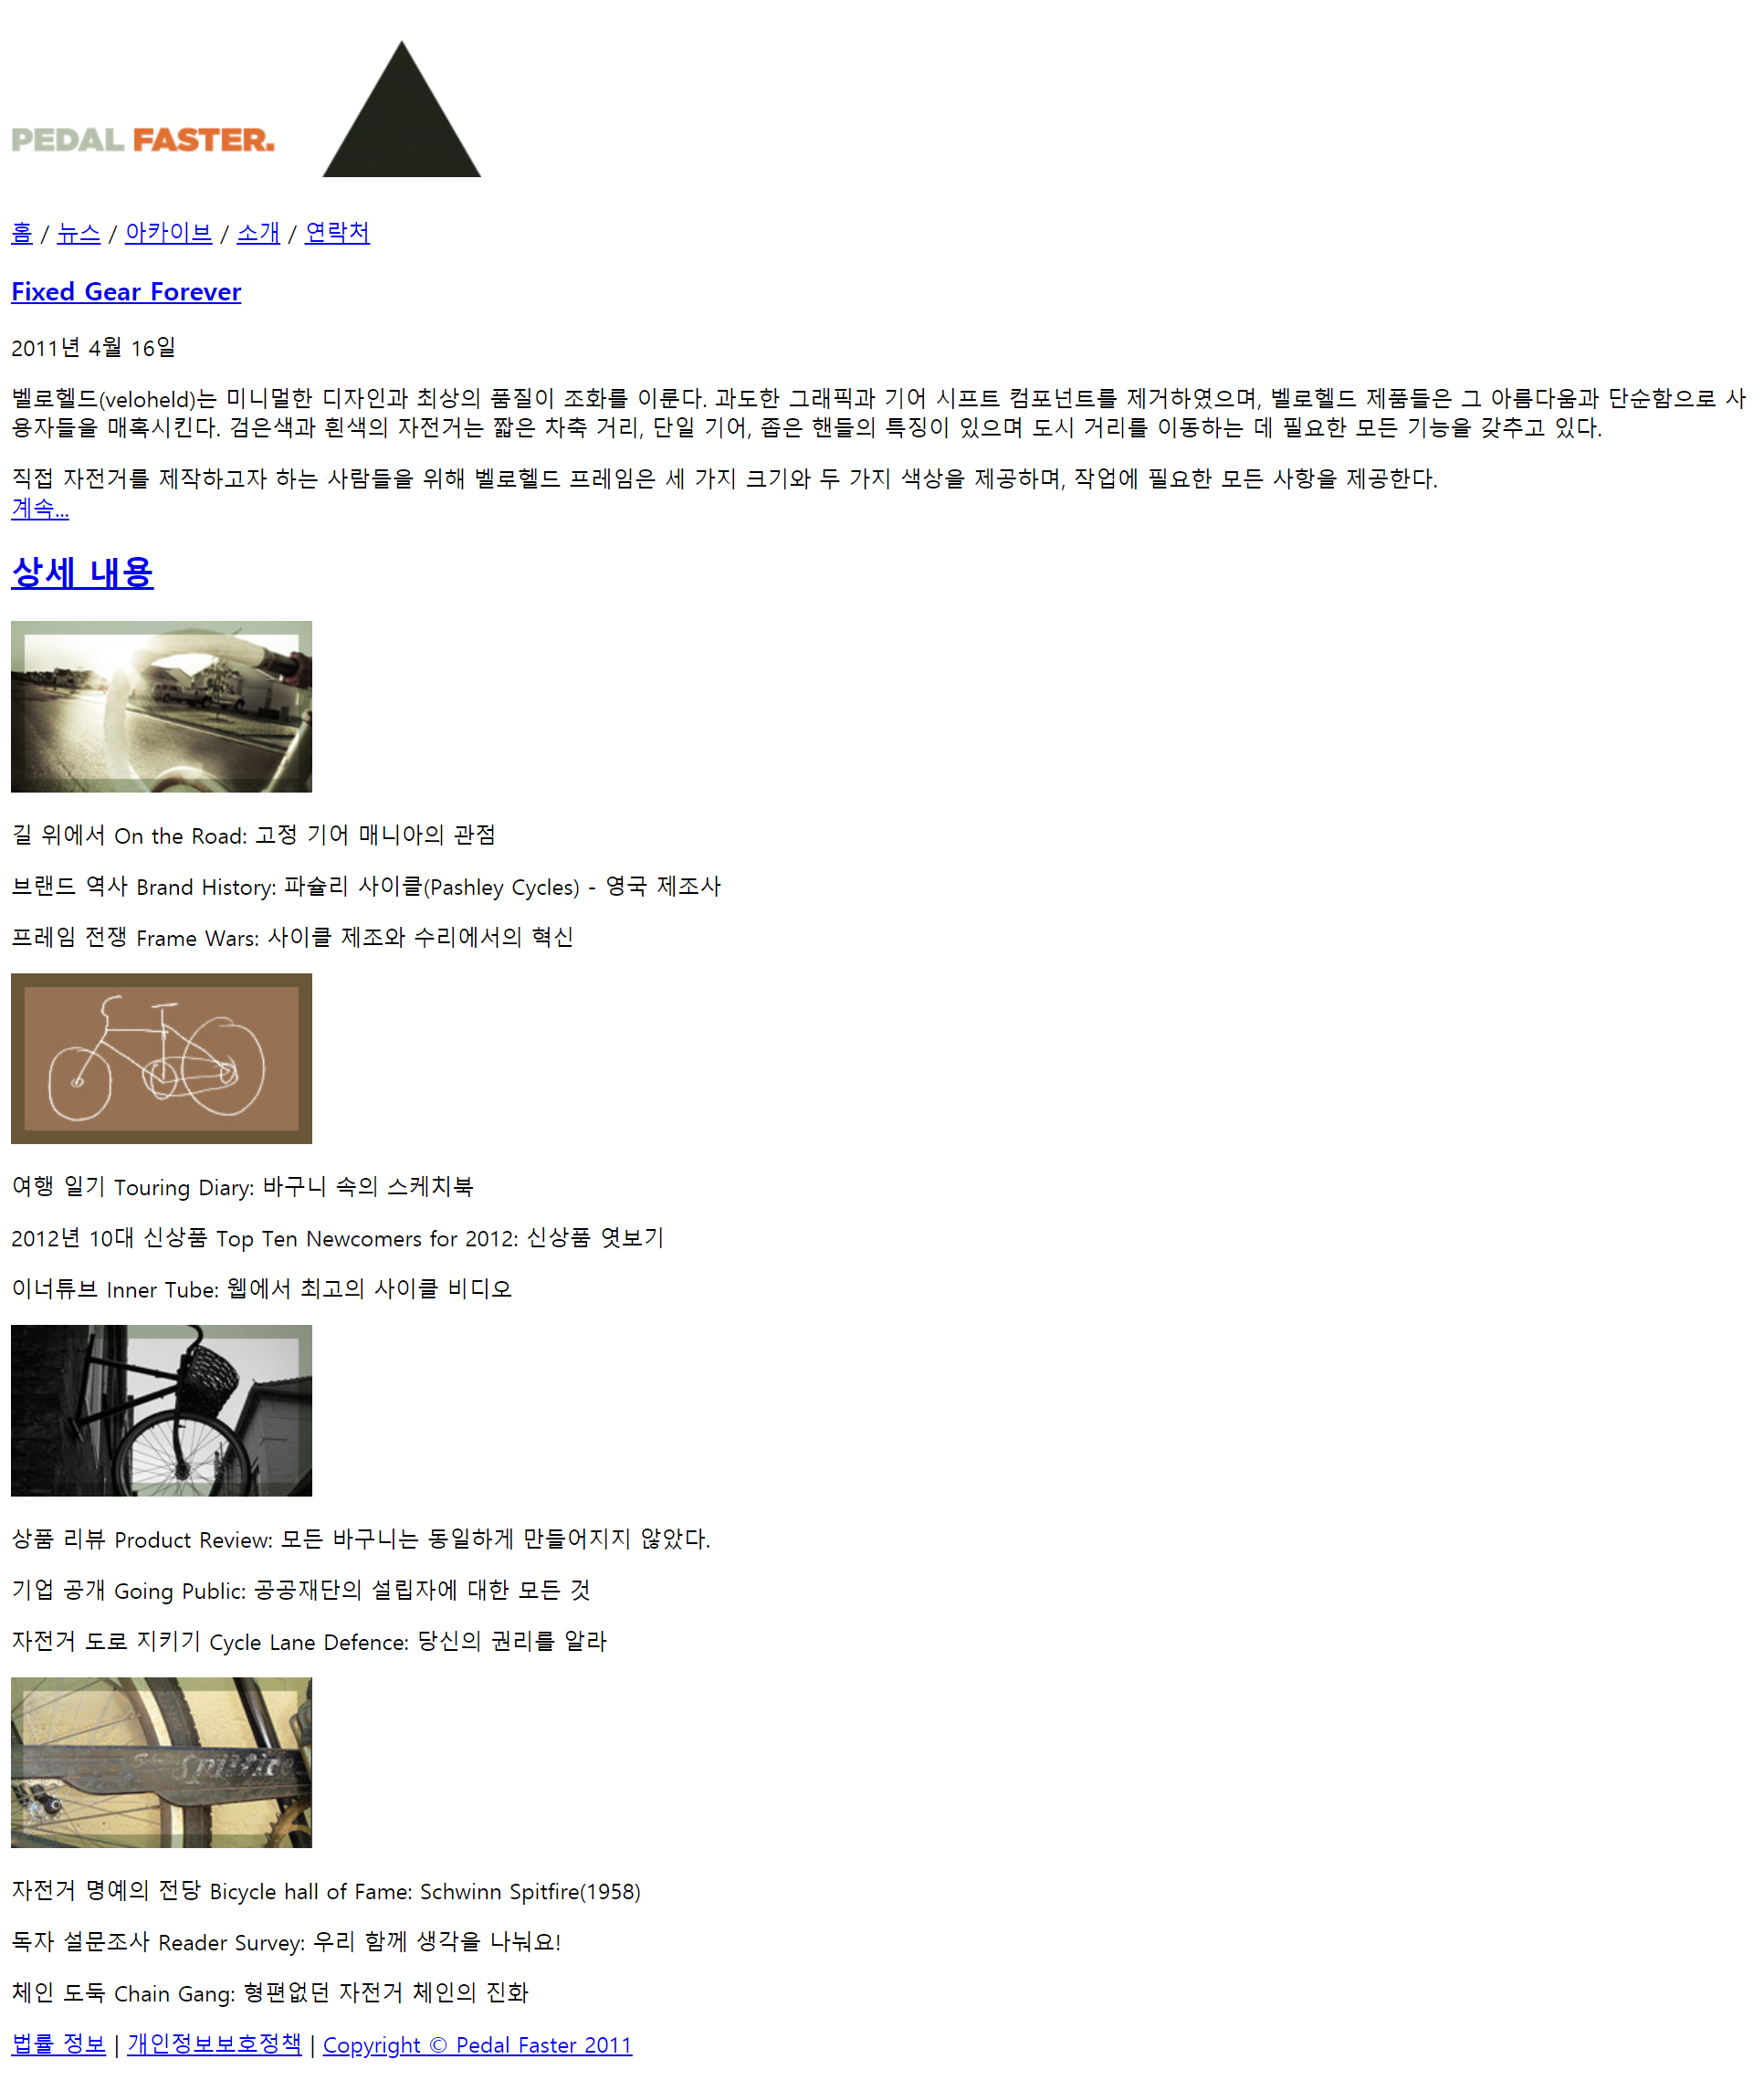 PEDAL FASTER.
홈 / 뉴스 / 아카이브 / 소개 / 연락처
Fixed Gear Forever
2011년 4월 16일
벨로헬드(veloheld)는 미니멀한 디자인과 최상의 품질이 조화를 이룬다. 과도한 그래픽과 기어 시프트 컴포넌트를 제거하였으며, 벨로헬드 제품들은 그 아름다움과 단순함으로 사
용자들을 매혹시킨다. 검은색과 흰색의 자전거는 짧은 차축 거리, 단일 기어, 좁은 핸들의 특징이 있으며 도시 거리를 이동하는 데 필요한 모든 기능을 갖추고 있다.
직접 자전거를 제작하고자 하는 사람들을 위해 벨로헬드 프레임은 세 가지 크기와 두 가지 색상을 제공하며, 작업에 필요한 모든 사항을 제공한다.
계속...
상세 내용
길 위에서 On the Road: 고정 기어 매니아의 관점
브랜드 역사 Brand History: 파슐리 사이클(Pashley Cycles) - 영국 제조사
프레임 전쟁 Frame Wars: 사이클 제조와 수리에서의 혁신
여행 일기 Touring Diary: 바구니 속의 스케치북
2012년 10대 신상품 Top Ten Newcomers for 2012: 신상품 엿보기
이너튜브 Inner Tube: 웹에서 최고의 사이클 비디오
상품 리뷰 Product Review: 모든 바구니는 동일하게 만들어지지 않았다.
기업 공개 Going Public: 공공재단의 설립자에 대한 모든 것
자전거 도로 지키기 Cycle Lane Defence: 당신의 권리를 알라
Spitfire
자전거 명예의 전당 Bicycle hall of Fame: Schwinn Spitfire(1958)
독자 설문조사 Reader Survey: 우리 함께 생각을 나눠요!
체인 도둑 Chain Gang: 형편없던 자전거 체인의 진화
법률 정보 | 개인정보보호정책 | Copyright © Pedal Faster 2011